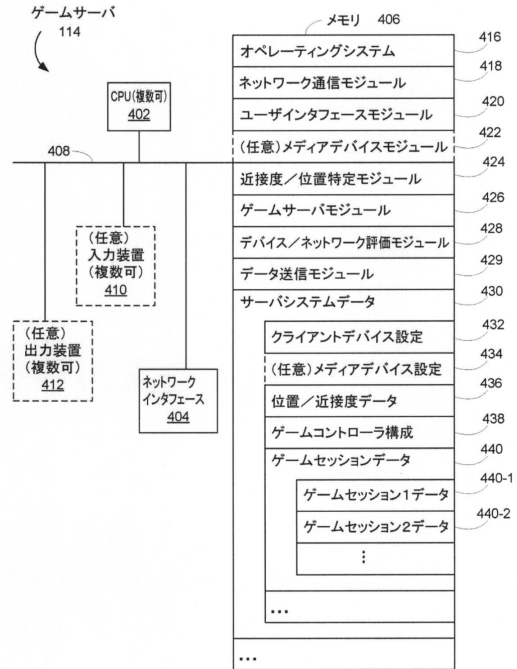 ゲームサーバ
114
メモリ 406
オペレーティングシステム
416
ネットワーク通信モジュール
418
ユーザインタフェースモジュール
420
(任意)メディアデバイスモジュール
422
近接度/位置特定モジュール
424
ゲームサーバモジュール
426
デバイス/ネットワーク評価モジュール
428
データ送信モジュール
429
サーバシステムデータ
430
クライアントデバイス設定
432
(任意)メディアデバイス設定
434
位置/近接度データ
436
ゲームコントローラ構成
438
ゲームセッションデータ
440
ゲームセッション1データ
440-1
ゲームセッション2データ
440-2
⋮
...
...
CPU(複数可)
402
408
(任意)
入力装置
(複数可)
410
(任意)
出力装置
(複数可)
412
ネットワーク
インタフェース
404